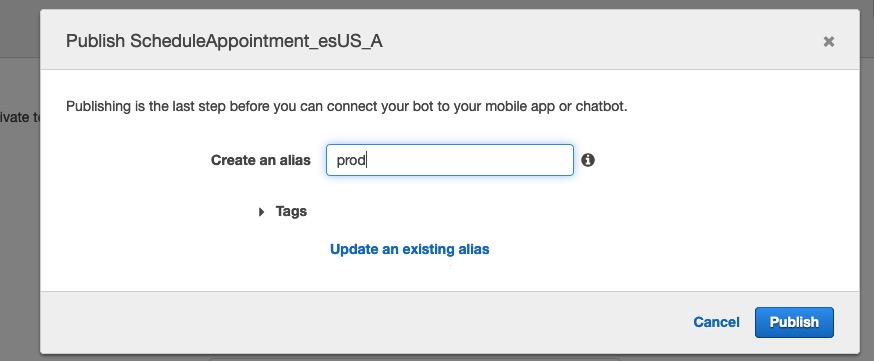 Publish ScheduleAppointment_esUS_A
ivate t
Publishing is the last step before you can connect your bot to your mobile app or chatbot.
Create an alias prod
Tags
Update an existing alias
Cancel Publish